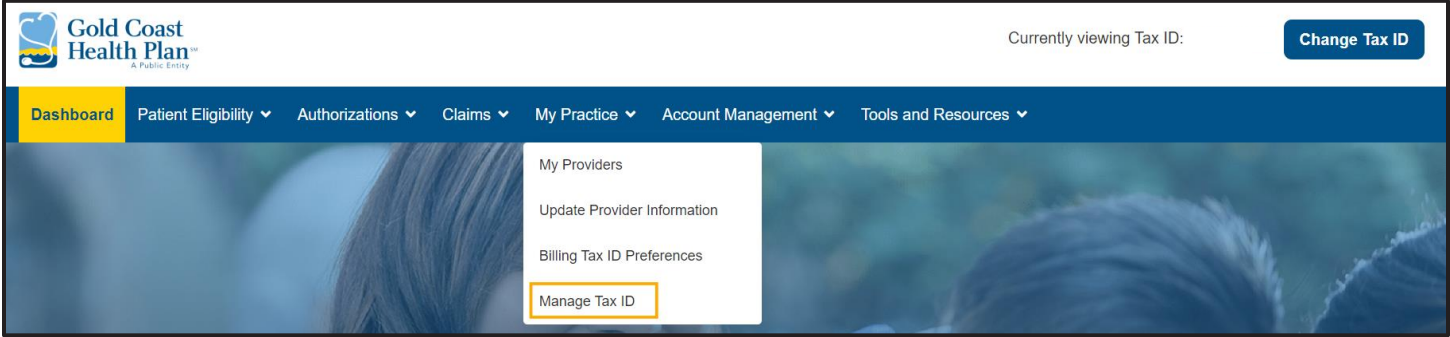 Gold Coast
Health Plan℠
A Public Entity
Currently viewing Tax ID:
Change Tax ID
Dashboard Patient Eligibility Authorizations Claims My Practice Account Management Tools and Resources
My Providers
Update Provider Information
Billing Tax ID Preferences
Manage Tax ID